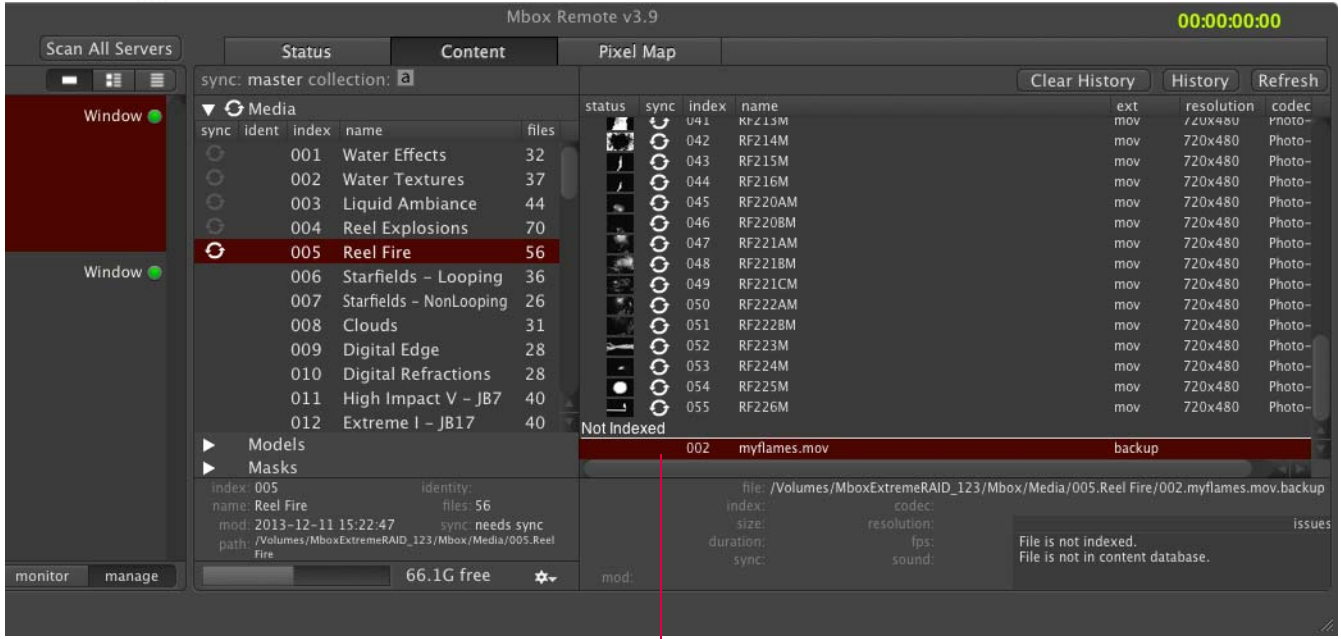 Mbox Remote v3.9
00:00:00:00
Scan All Servers
Status Content Pixel Map
sync: master collection: a
Clear History History Refresh
Window
Window
monitor manage
Media
sync ident index name files
001 Water Effects 32
002 Water Textures 37
003 Liquid Ambiance 44
004 Reel Explosions 70
005 Reel Fire 56
006 Starfields – Looping 36
007 Starfields – NonLooping 26
008 Clouds 31
009 Digital Edge 28
010 Digital Refractions 28
011 High Impact V – JB7 40
012 Extreme I – JB17 40
Models
Masks
index: 005 identity:
name: Reel Fire files: 56
mod: 2013-12-11 15:22:47 sync: needs sync
path: /Volumes/MboxExtremeRAID_123/Mbox/Media/005.Reel
Fire
66.1G free
status sync index name ext resolution codec
041 RF213M mov 720x480 Photo-
042 RF214M mov 720x480 Photo-
043 RF215M mov 720x480 Photo-
044 RF216M mov 720x480 Photo-
045 RF220AM mov 720x480 Photo-
046 RF220BM mov 720x480 Photo-
047 RF221AM mov 720x480 Photo-
048 RF221BM mov 720x480 Photo-
049 RF221CM mov 720x480 Photo-
050 RF222AM mov 720x480 Photo-
051 RF222BM mov 720x480 Photo-
052 RF223M mov 720x480 Photo-
053 RF224M mov 720x480 Photo-
054 RF225M mov 720x480 Photo-
055 RF226M mov 720x480 Photo-
Not Indexed
002 myflames.mov backup
file: /Volumes/MboxExtremeRAID_123/Mbox/Media/005.Reel Fire/002.myflames.mov.backup
index: codec:
size: resolution:
duration: fps:
sync: sound:
mod:
issues
File is not indexed.
File is not in content database.